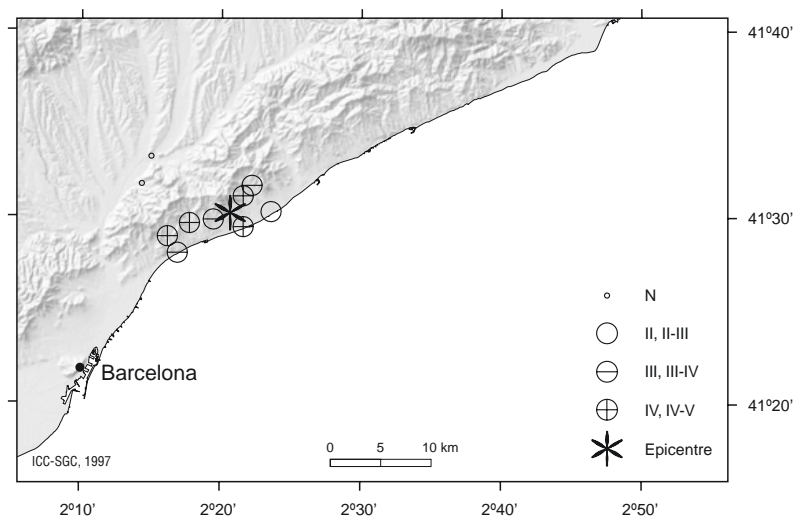 41º40'
41º30'
N
II, II-III
III, III-IV
Barcelona
41º20'
IV, IV-V
0 5 10 km
Epicentre
ICC-SGC, 1997
2º10' 2º20' 2º30' 2º40' 2º50'